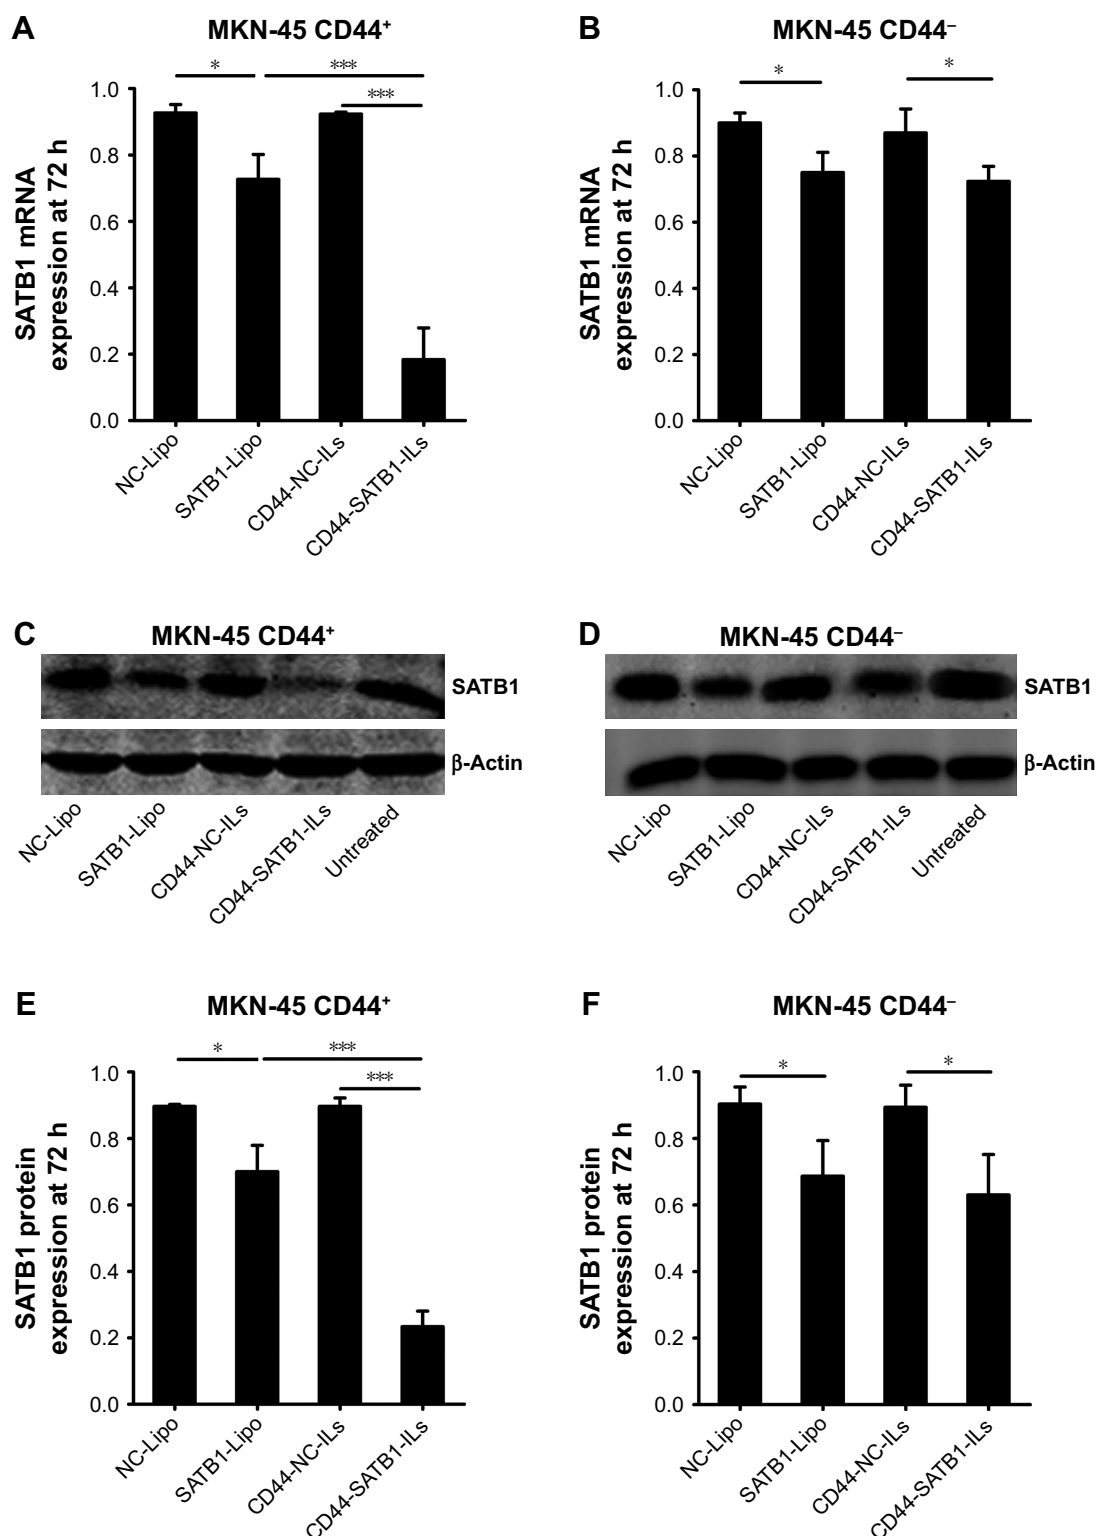 A
MKN-45 CD44⁺
SATB1 mRNA
expression at 72 h
*
***
***
1.0
0.8
0.6
0.4
0.2
0.0
NC-Lipo
SATB1-Lipo
CD44-NC-ILs
CD44-SATB1-ILs
B
MKN-45 CD44⁻
SATB1 mRNA
expression at 72 h
*
*
1.0
0.8
0.6
0.4
0.2
0.0
NC-Lipo
SATB1-Lipo
CD44-NC-ILs
CD44-SATB1-ILs
C
MKN-45 CD44⁺
SATB1
β-Actin
NC-Lipo
SATB1-Lipo
CD44-NC-ILs
CD44-SATB1-ILs
Untreated
D
MKN-45 CD44⁻
SATB1
β-Actin
NC-Lipo
SATB1-Lipo
CD44-NC-ILs
CD44-SATB1-ILs
Untreated
E
MKN-45 CD44⁺
SATB1 protein
expression at 72 h
*
***
***
1.0
0.8
0.6
0.4
0.2
0.0
NC-Lipo
SATB1-Lipo
CD44-NC-ILs
CD44-SATB1-ILs
F
MKN-45 CD44⁻
SATB1 protein
expression at 72 h
*
*
1.0
0.8
0.6
0.4
0.2
0.0
NC-Lipo
SATB1-Lipo
CD44-NC-ILs
CD44-SATB1-ILs